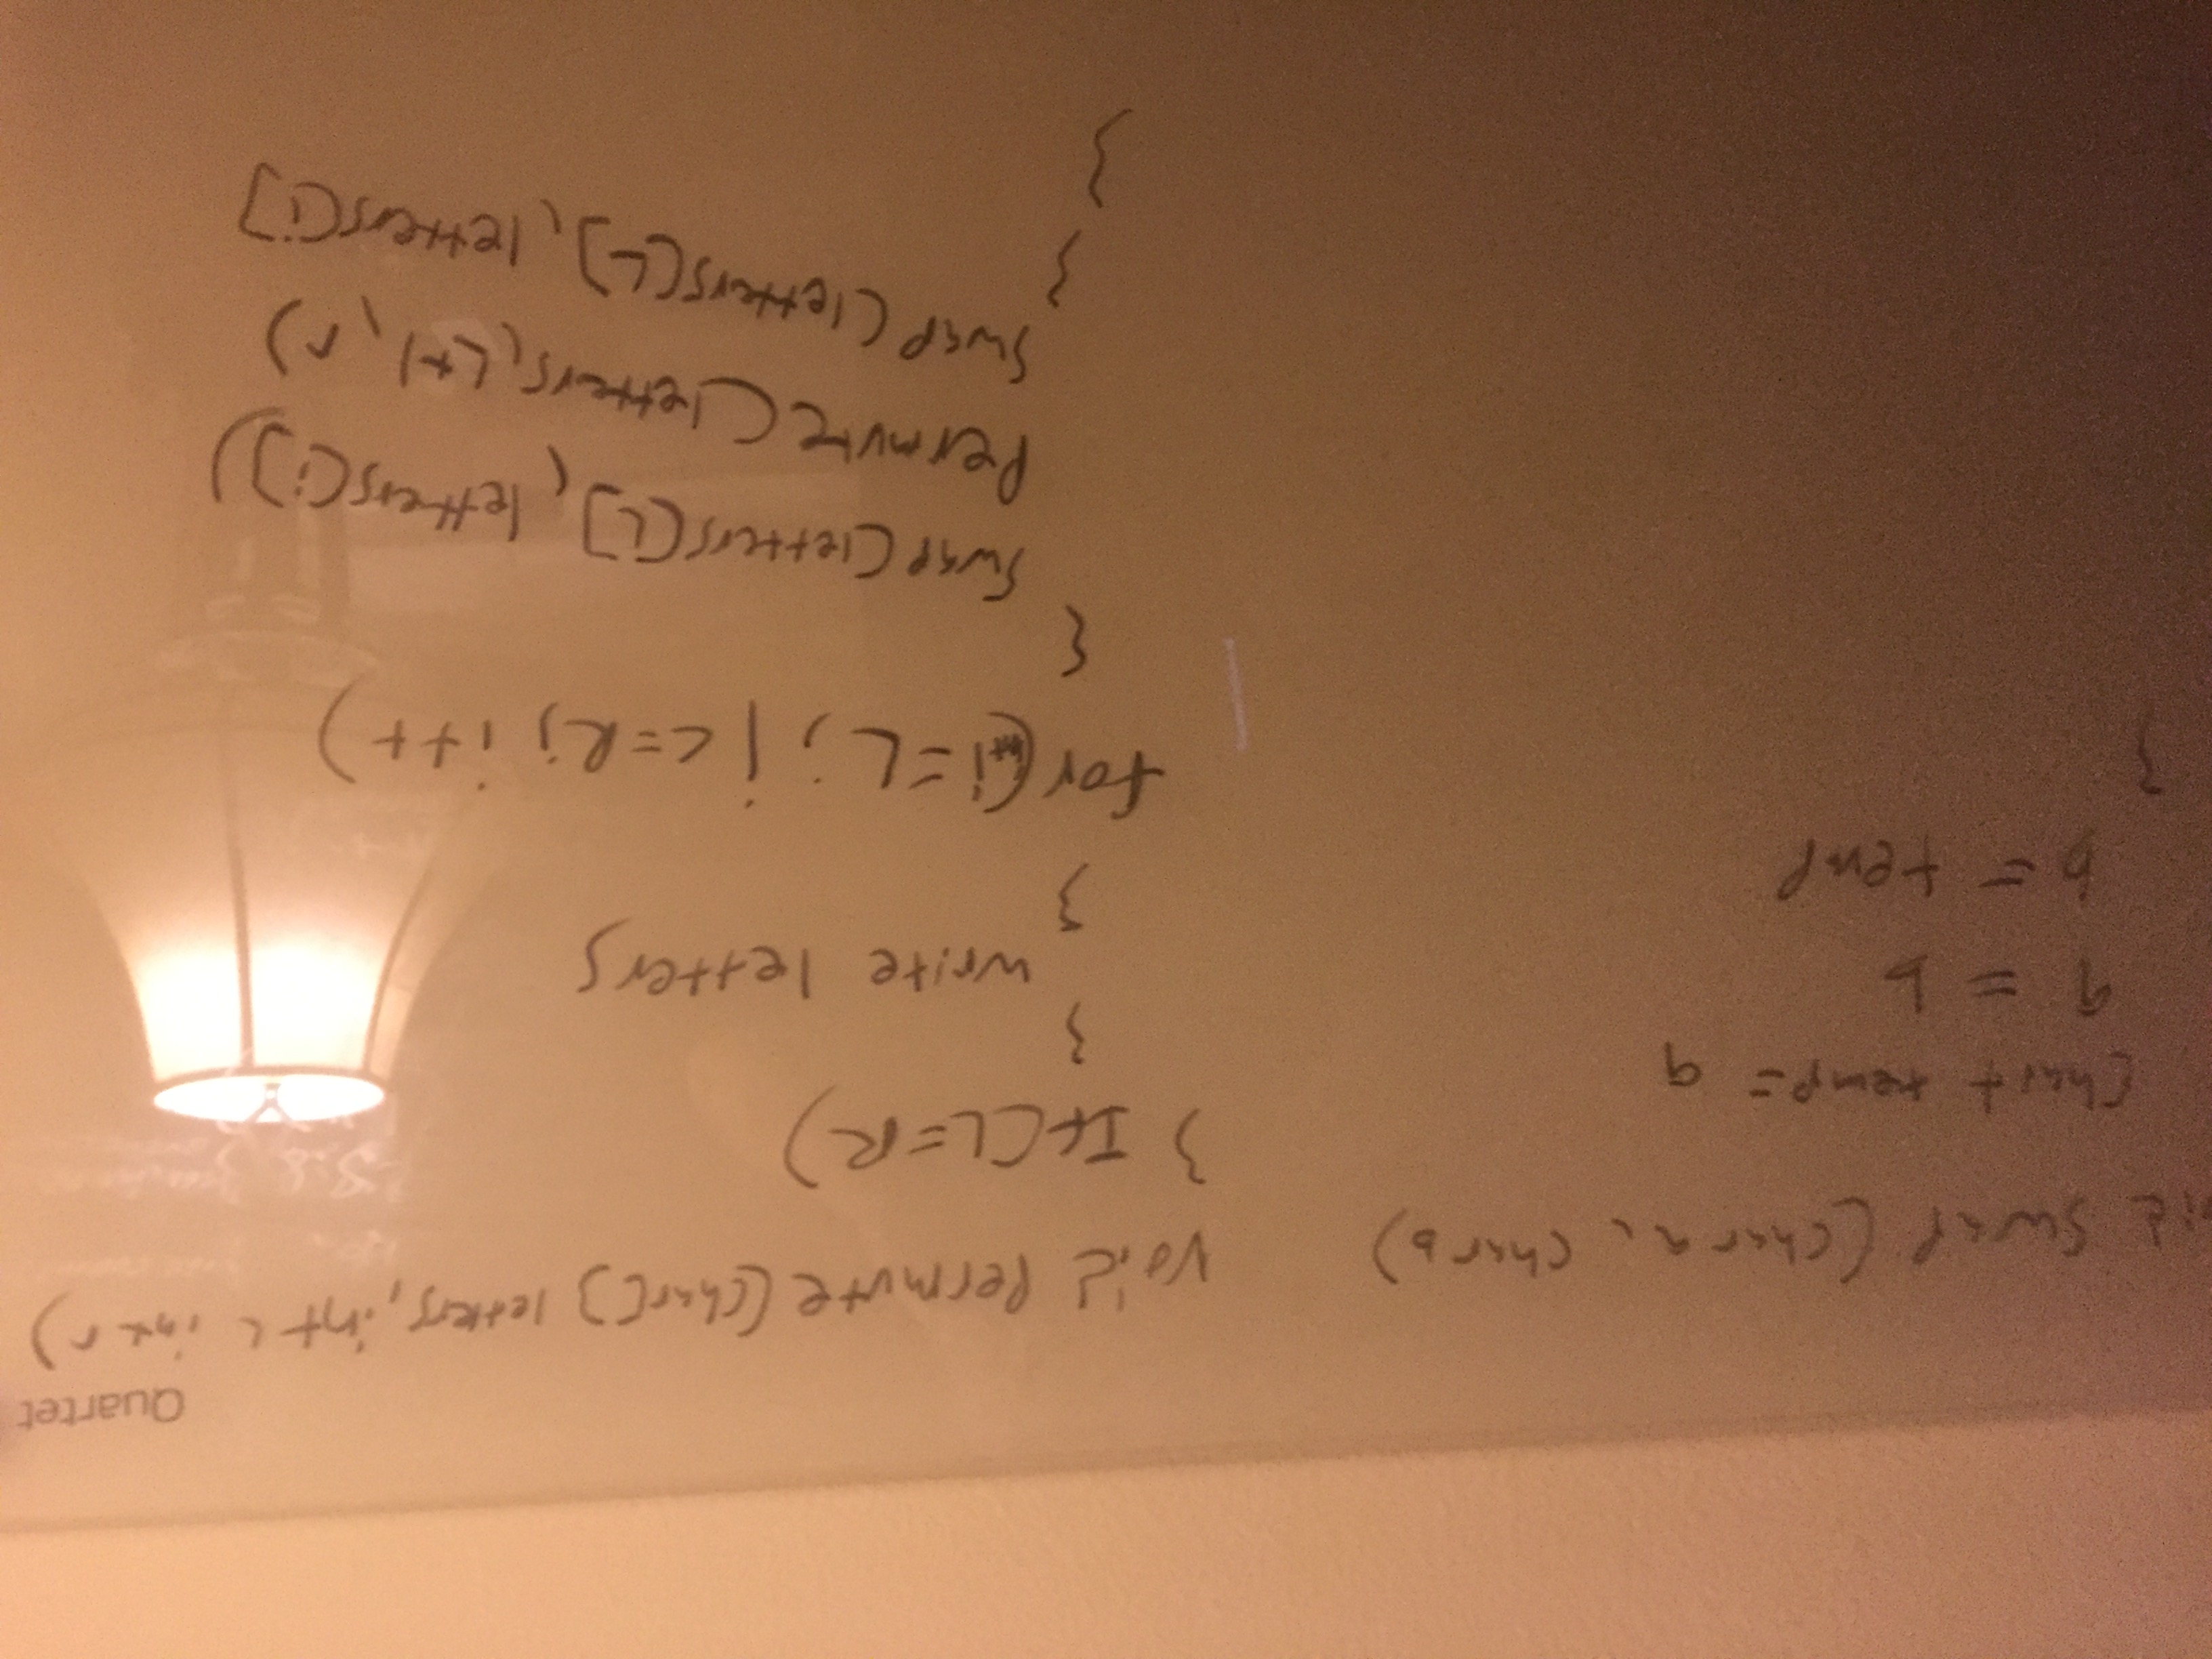 Quartet
void Swap (char a, char b)
Chart temp= a
a = b
b = temp
}
Void Permute (char[] letters, int L int r)
} If(L=R)
}
write letters
}
for(int i=L; i <=R; i++)
{
Swap(letters[L], letters[i])
Permute(letters, L+1, r)
Swap(letters[L], letters[i]
}
}